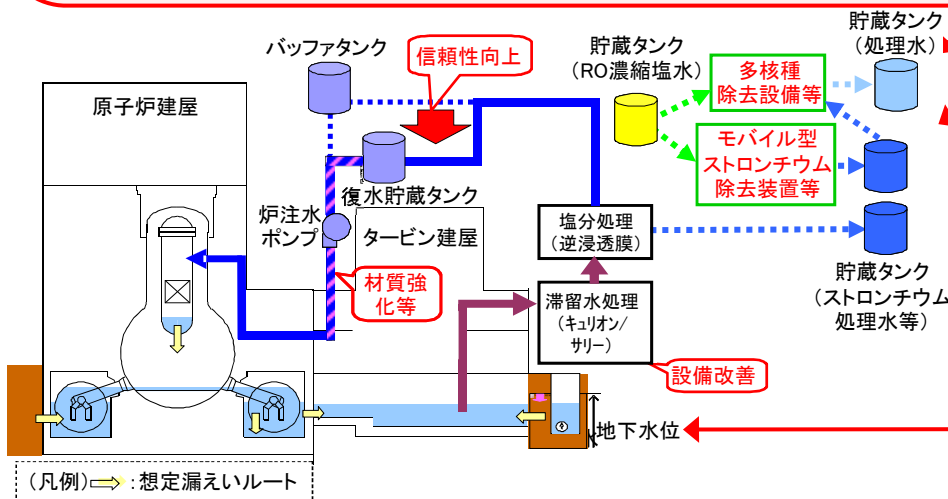 バッファタンク
信頼性向上
貯蔵タンク
（RO濃縮塩水）
多核種
除去設備等
貯蔵タンク
（処理水）
原子炉建屋
モバイル型
ストロンチウム
除去装置等
復水貯蔵タンク
炉注水
ポンプ
タービン建屋
塩分処理
（逆浸透膜）
材質強
化等
滞留水処理
（キュリオン/
サリー）
貯蔵タンク
（ストロンチウム
処理水等）
設備改善
地下水位
（凡例） ：想定漏えいルート